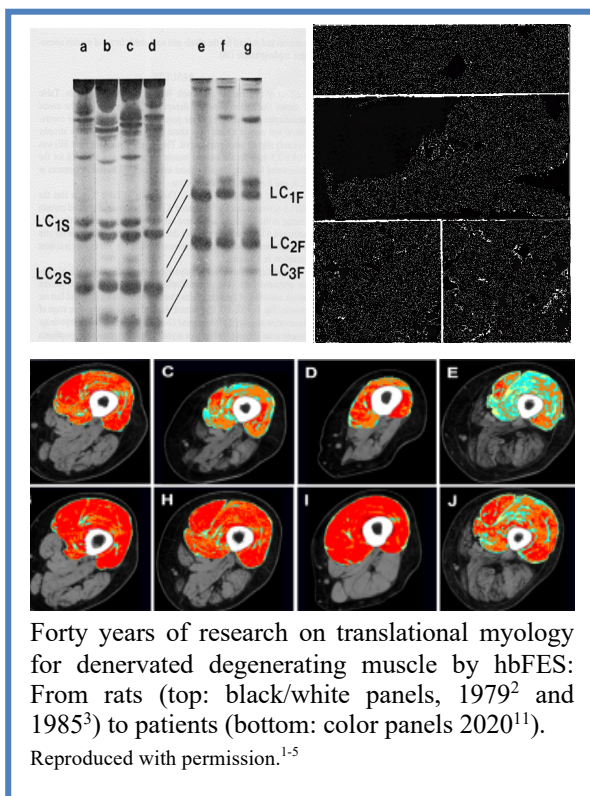 a b c d e f g
LC1S
LC2S
LC1F
LC2F
LC3F
C D E
H I J
Forty years of research on translational myology
for denervated degenerating muscle by hbFES:
From rats (top: black/white panels, 1979² and
1985³) to patients (bottom: color panels 2020¹¹).
Reproduced with permission.¹⁻⁵